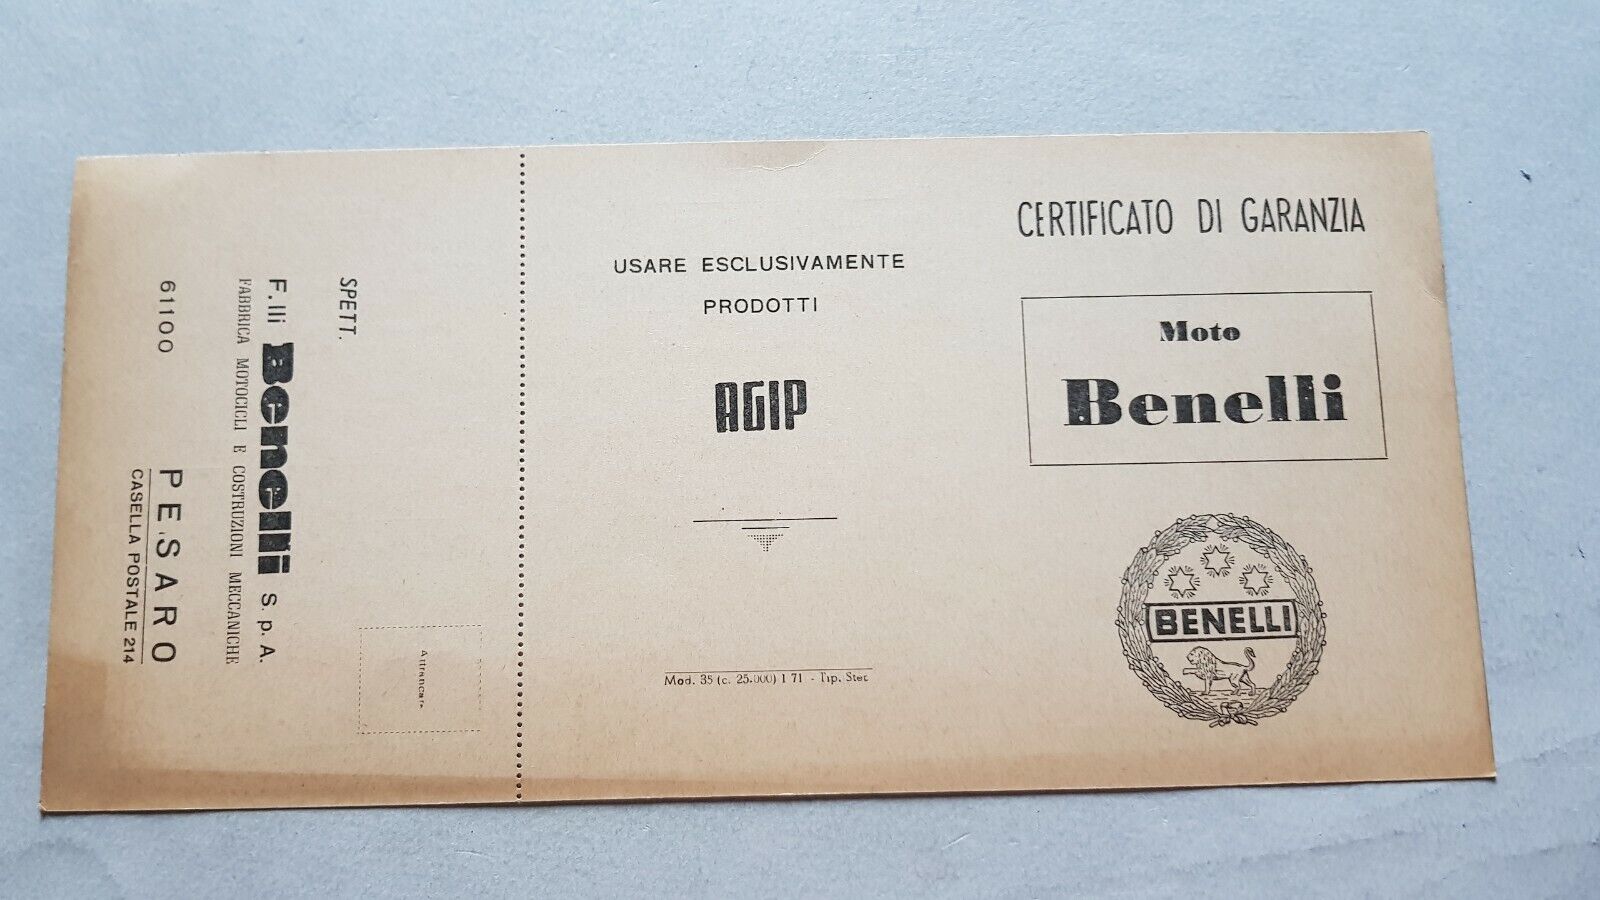 CERTIFICATO DI GARANZIA
Moto
Benelli
BENELLI
USARE ESCLUSIVAMENTE
PRODOTTI
AGIP
Mod. 35 (c. 25.000) 1 71 - Tip. Stec
SPETT.
F.lli Benelli S.p.A.
FABBRICA MOTOCICLI E COSTRUZIONI MECCANICHE
61100 PESARO
CASELLA POSTALE 214
Affrancare